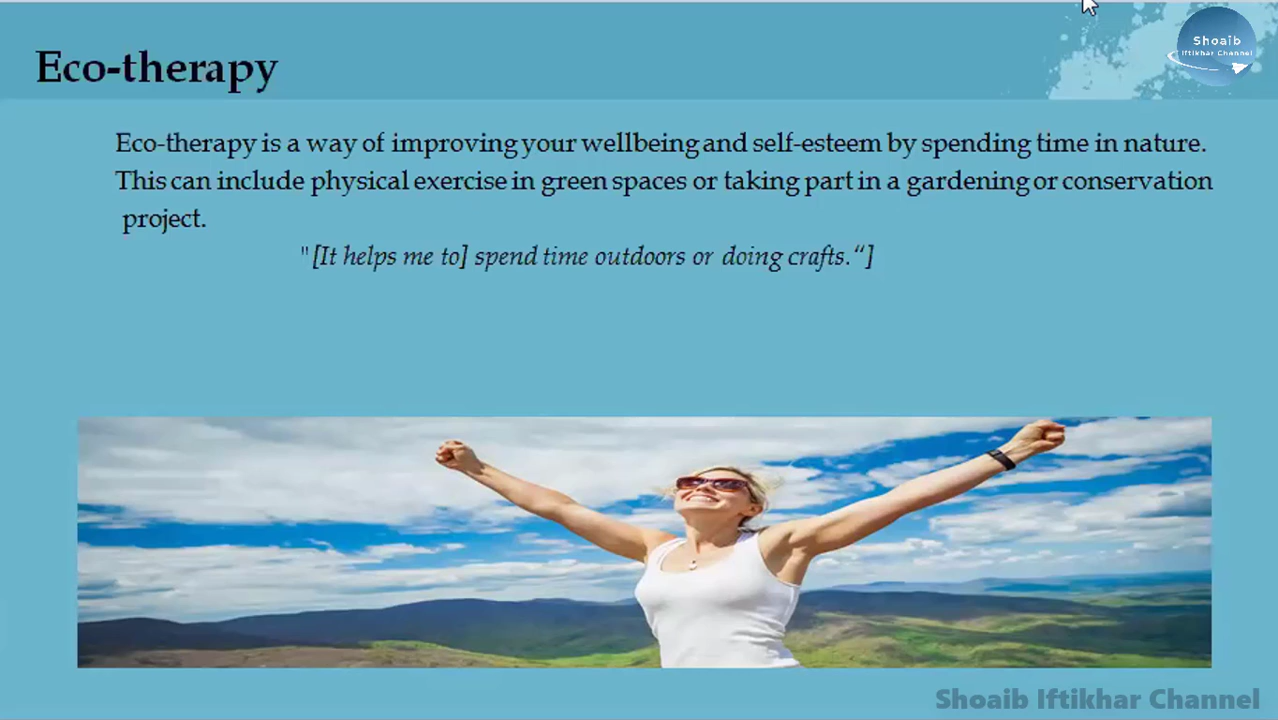 Eco-therapy
Shoaib
Iftikhar Channel
Eco-therapy is a way of improving your wellbeing and self-esteem by spending time in nature.
This can include physical exercise in green spaces or taking part in a gardening or conservation
project.
"[It helps me to] spend time outdoors or doing crafts.“]
Shoaib Iftikhar Channel